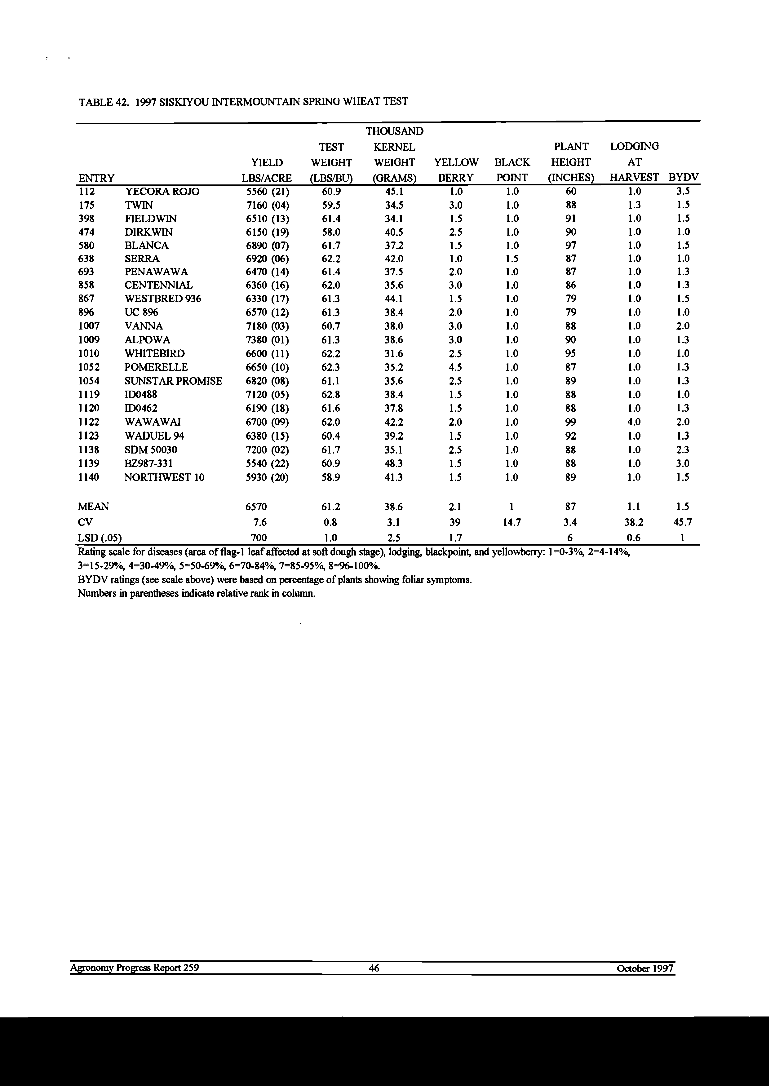 TABLE 42. 1997 SISKIYOU INTERMOUNTAIN SPRING WHEAT TEST
THOUSAND
TEST KERNEL PLANT LODGING
YIELD WEIGHT WEIGHT YELLOW BLACK HEIGHT AT
ENTRY LBS/ACRE (LBS/BU) (GRAMS) BERRY POINT (INCHES) HARVEST BYDV
112 YECORA ROJO 5560 (21) 60.9 45.1 1.0 1.0 60 1.0 3.5
175 TWIN 7160 (04) 59.5 34.5 3.0 1.0 88 1.3 1.5
398 FIELDWIN 6510 (13) 61.4 34.1 1.5 1.0 91 1.0 1.5
474 DIRKWIN 6150 (19) 58.0 40.5 2.5 1.0 90 1.0 1.0
580 BLANCA 6890 (07) 61.7 37.2 1.5 1.0 97 1.0 1.5
638 SERRA 6920 (06) 62.2 42.0 1.0 1.5 87 1.0 1.0
693 PENAWAWA 6470 (14) 61.4 37.5 2.0 1.0 87 1.0 1.3
858 CENTENNIAL 6360 (16) 62.0 35.6 3.0 1.0 86 1.0 1.3
867 WESTBRED 936 6330 (17) 61.3 44.1 1.5 1.0 79 1.0 1.5
896 UC 896 6570 (12) 61.3 38.4 2.0 1.0 79 1.0 1.0
1007 VANNA 7180 (03) 60.7 38.0 3.0 1.0 88 1.0 2.0
1009 ALPOWA 7380 (01) 61.3 38.6 3.0 1.0 90 1.0 1.3
1010 WHITEBIRD 6600 (11) 62.2 31.6 2.5 1.0 95 1.0 1.0
1052 POMERELLE 6650 (10) 62.3 35.2 4.5 1.0 87 1.0 1.3
1054 SUNSTAR PROMISE 6820 (08) 61.1 35.6 2.5 1.0 89 1.0 1.3
1119 ID0488 7120 (05) 62.8 38.4 1.5 1.0 88 1.0 1.0
1120 ID0462 6190 (18) 61.6 37.8 1.5 1.0 88 1.0 1.3
1122 WAWAWAI 6700 (09) 62.0 42.2 2.0 1.0 99 4.0 2.0
1123 WADUEL 94 6380 (15) 60.4 39.2 1.5 1.0 92 1.0 1.3
1138 SDM 50030 7200 (02) 61.7 35.1 2.5 1.0 88 1.0 2.3
1139 BZ987-331 5540 (22) 60.9 48.3 1.5 1.0 88 1.0 3.0
1140 NORTHWEST 10 5930 (20) 58.9 41.3 1.5 1.0 89 1.0 1.5
MEAN 6570 61.2 38.6 2.1 1 87 1.1 1.5
CV 7.6 0.8 3.1 39 14.7 3.4 38.2 45.7
LSD (.05) 700 1.0 2.5 1.7 6 0.6 1
Rating scale for diseases (area of flag-1 leaf affected at soft dough stage), lodging, blackpoint, and yellowberry: 1=0-3%, 2=4-14%,
3=15-29%, 4=30-49%, 5=50-69%, 6=70-84%, 7=85-95%, 8=96-100%.
BYDV ratings (see scale above) were based on percentage of plants showing foliar symptoms.
Numbers in parentheses indicate relative rank in column.
Agronomy Progress Report 259 46 October 1997